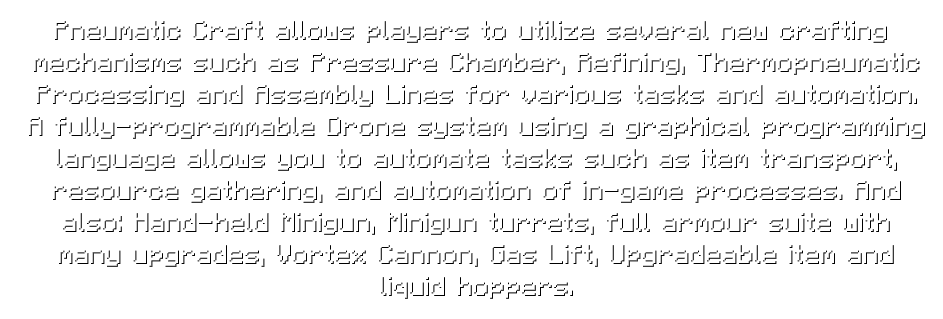 Pneumatic Craft allows players to utilize several new crafting
mechanisms such as Pressure Chamber, Refining, Thermopneumatic
Processing and Assembly Lines for various tasks and automation.
A fully-programmable Drone system using a graphical programming
language allows you to automate tasks such as item transport,
resource gathering, and automation of in-game processes. And
also: Hand-held Minigun, Minigun turrets, full armour suite with
many upgrades, Vortex Cannon, Gas Lift, Upgradeable item and
liquid hoppers.